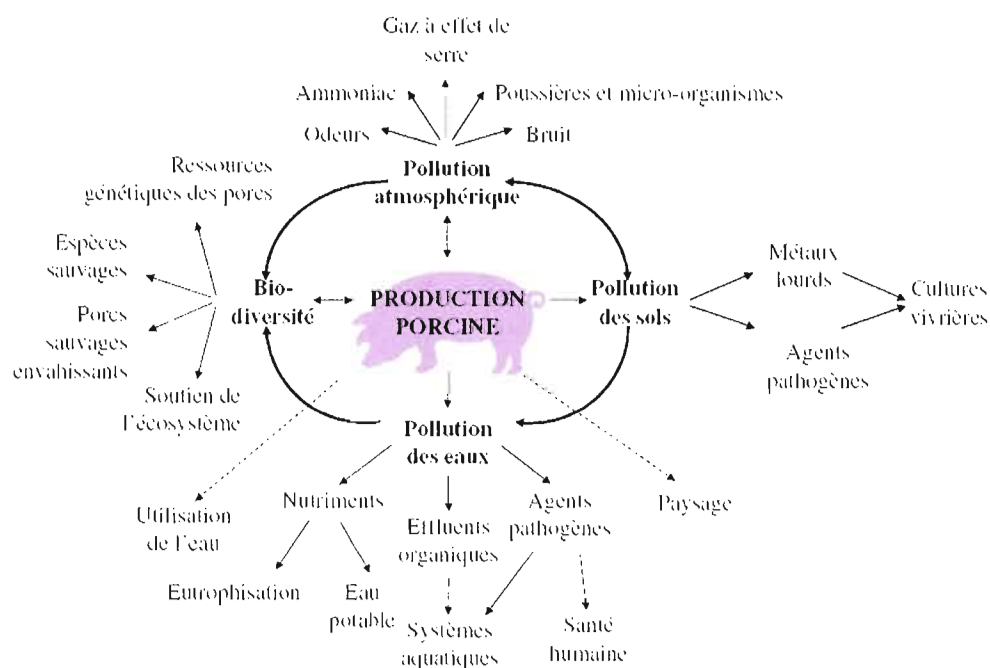 Gaz à effet de
serre
Ammoniac
Poussières et micro-organismes
Odeurs
Bruit
Pollution
atmosphérique
Ressources
génétiques des porcs
Espèces
sauvages
Porcs
sauvages
envahissants
Soutien de
l'écosystème
Bio-
diversité
PRODUCTION
PORCINE
Pollution
des sols
Métaux
lourds
Cultures
vivrières
Agents
pathogènes
Pollution
des eaux
Utilisation
de l'eau
Nutriments
Effluents
organiques
Agents
pathogènes
Paysage
Eutrophisation
Eau
potable
Systèmes
aquatiques
Santé
humaine